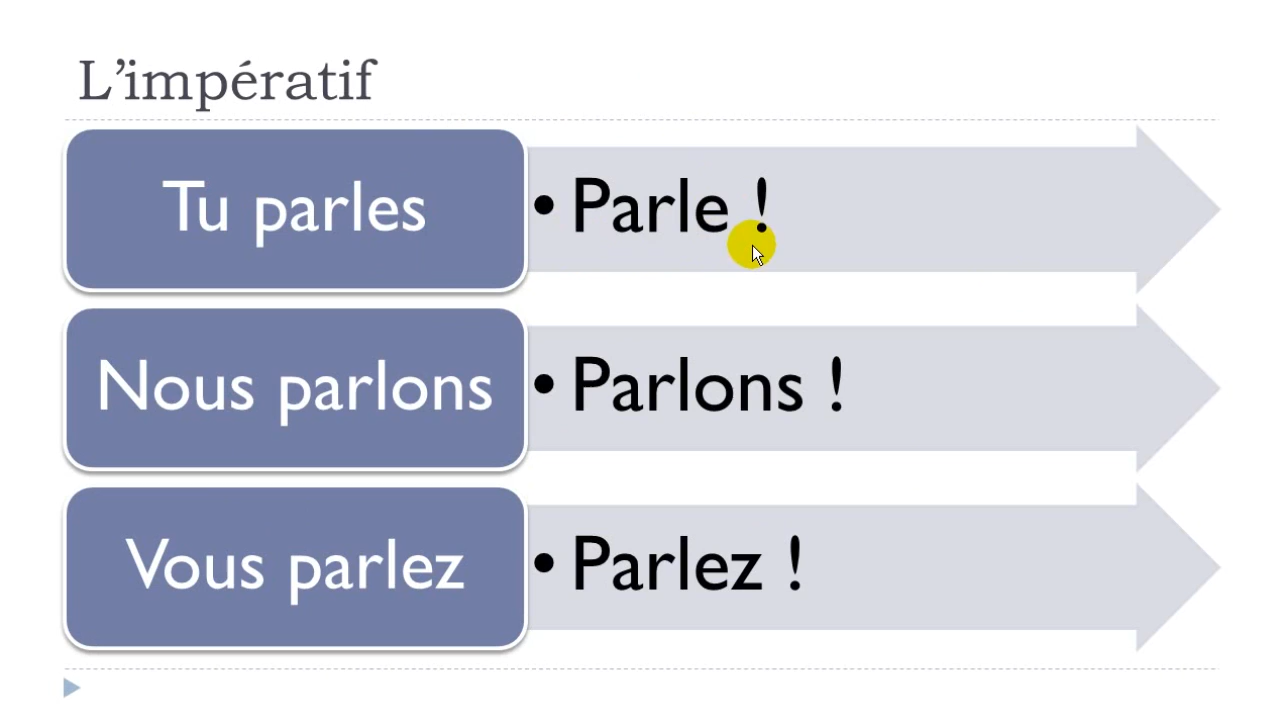 L’impératif
Tu parles
• Parle !
Nous parlons
• Parlons !
Vous parlez
• Parlez !